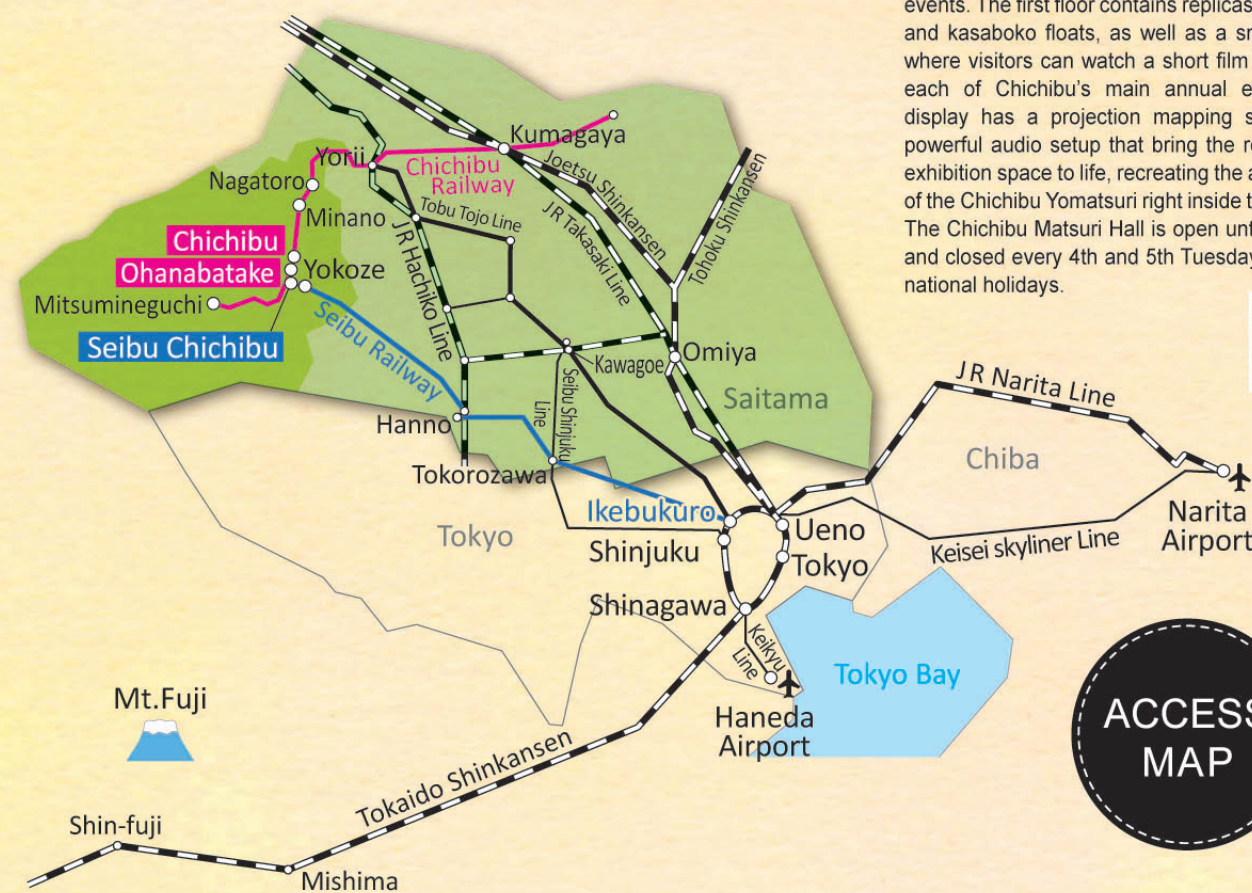 events. The first floor contains replicas
and kasaboko floats, as well as a
where visitors can watch a short film
each of Chichibu's main annual
display has a projection mapping
powerful audio setup that bring the
exhibition space to life, recreating the
of the Chichibu Yomatsuri right inside
The Chichibu Matsuri Hall is open
and closed every 4th and 5th Tuesday
national holidays.
Kumagaya
Yorii
Chichibu
Railway
Joetsu Shinkansen
Nagatoro
Tohoku Shinkansen
Minano
Tobu Tojo Line
JR Takasaki Line
JR Hachiko Line
Chichibu
Ohanabatake
Yokoze
Mitsumineguchi
Seibu Chichibu
Seibu Railway
Kawagoe
Omiya
Seibu Shinjuku
Line
JR Narita Line
Saitama
Hanno
Chiba
Tokorozawa
Ikebukuro
Narita
Airport
Tokyo
Ueno
Keisei skyliner Line
Shinjuku
Tokyo
Shinagawa
Keikyu
Line
Tokyo Bay
Mt.Fuji
Haneda
Airport
ACCESS
MAP
Tokaido Shinkansen
Shin-fuji
Mishima